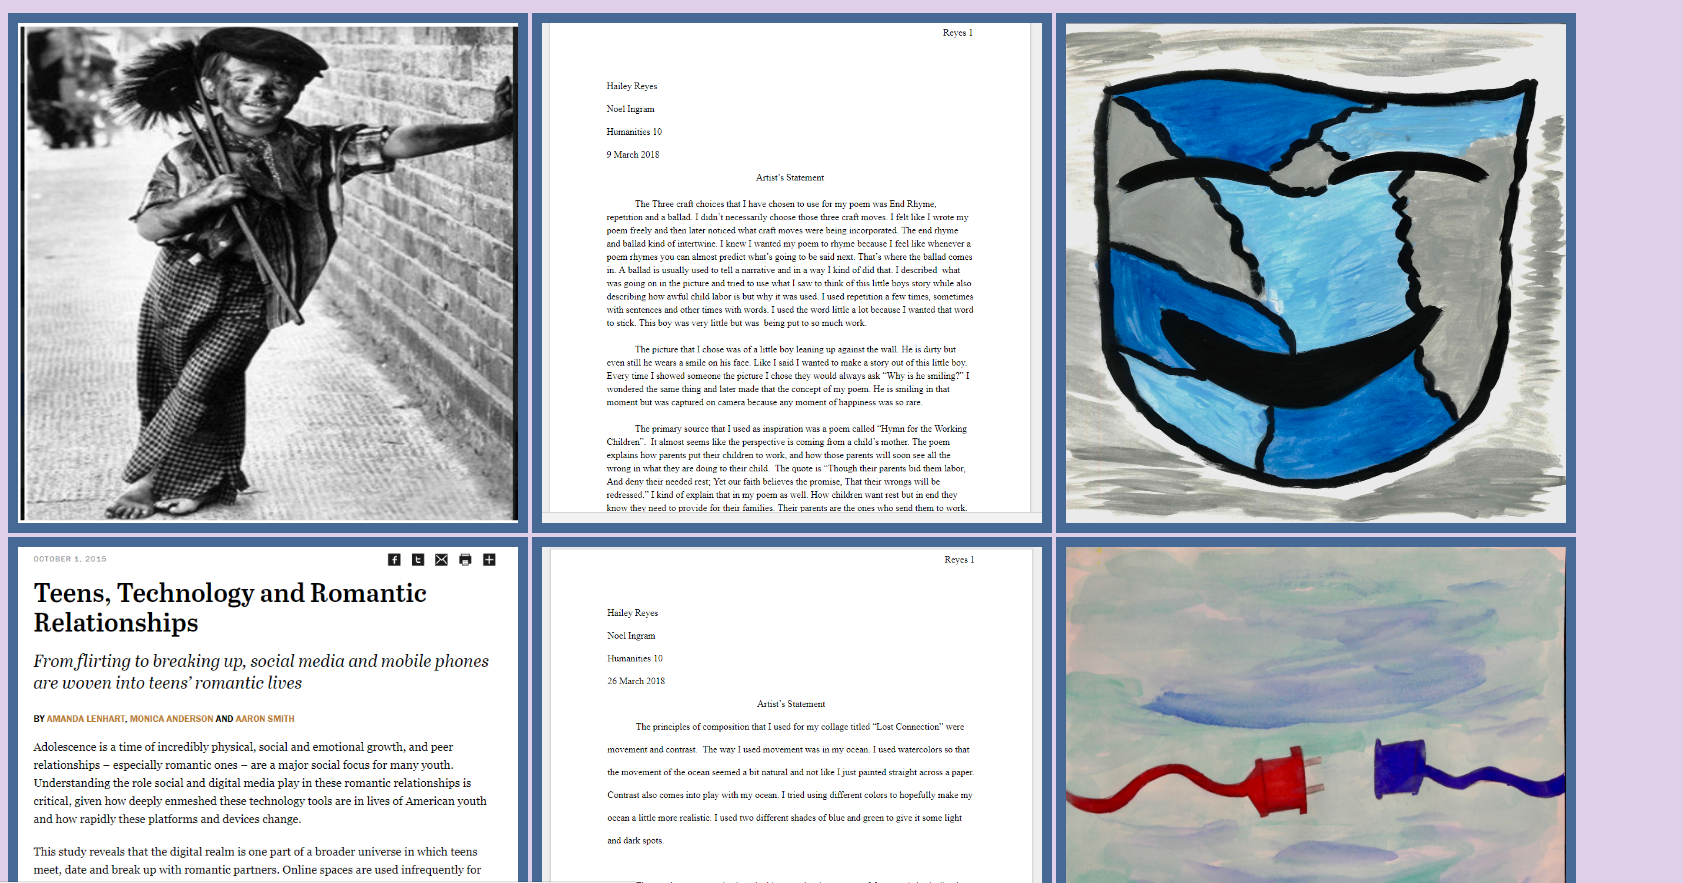 Reyes 1
Hailey Reyes
Noel Ingram
Humanities 10
9 March 2018
Artist's Statement
The Three craft choices that I have chosen to use for my poem was End Rhyme,
repetition and a ballad. I didn't necessarily choose those three craft moves. I felt like I wrote my
poem freely and then later noticed what craft moves were being incorporated. The end rhyme
and ballad kind of intertwine. I knew I wanted my poem to rhyme because I feel like whenever a
poem rhymes you can almost predict what's going to be said next. That's where the ballad comes
in. A ballad is usually used to tell a narrative and in a way I kind of did that. I described what
was going on in the picture and tried to use what I saw to think of this little boys story while also
describing how awful child labor is but why it was used. I used repetition a few times, sometimes
with sentences and other times with words. I used the word little a lot because I wanted that word
to stick. This boy was very little but was being put to so much work.
The picture that I chose was of a little boy leaning up against the wall. He is dirty but
even still he wears a smile on his face. Like I said I wanted to make a story out of this little boy.
Every time I showed someone the picture I chose they would always ask “Why is he smiling?” I
wondered the same thing and later made that the concept of my poem. He is smiling in that
moment but was captured on camera because any moment of happiness was so rare.
The primary source that I used as inspiration was a poem called “Hymn for the Working
Children”. It almost seems like the perspective is coming from a child's mother. The poem
explains how parents put their children to work, and how those parents will soon see all the
wrong in what they are doing to their child. The quote is “Though their parents bid them labor,
And deny their needed rest; Yet our faith believes the promise, That their wrongs will be
redressed.” I kind of explain that in my poem as well. How children want rest but in end they
know they need to provide for their families. Their parents are the ones who send them to work.
OCTOBER 1, 2015
Teens, Technology and Romantic
Relationships
From flirting to breaking up, social media and mobile phones
are woven into teens' romantic lives
BY AMANDA LENHART, MONICA ANDERSON AND AARON SMITH
Adolescence is a time of incredibly physical, social and emotional growth, and peer
relationships – especially romantic ones – are a major social focus for many youth.
Understanding the role social and digital media play in these romantic relationships is
critical, given how deeply enmeshed these technology tools are in lives of American youth
and how rapidly these platforms and devices change.
This study reveals that the digital realm is one part of a broader universe in which teens
meet, date and break up with romantic partners. Online spaces are used infrequently for
Reyes 1
Hailey Reyes
Noel Ingram
Humanities 10
26 March 2018
Artist's Statement
The principles of composition that I used for my collage titled “Lost Connection” were
movement and contrast. The way I used movement was in my ocean. I used watercolors so that
the movement of the ocean seemed a bit natural and not like I just painted straight across a paper.
Contrast also comes into play with my ocean. I tried using different colors to hopefully make my
ocean a little more realistic. I used two different shades of blue and green to give it some light
and dark spots.